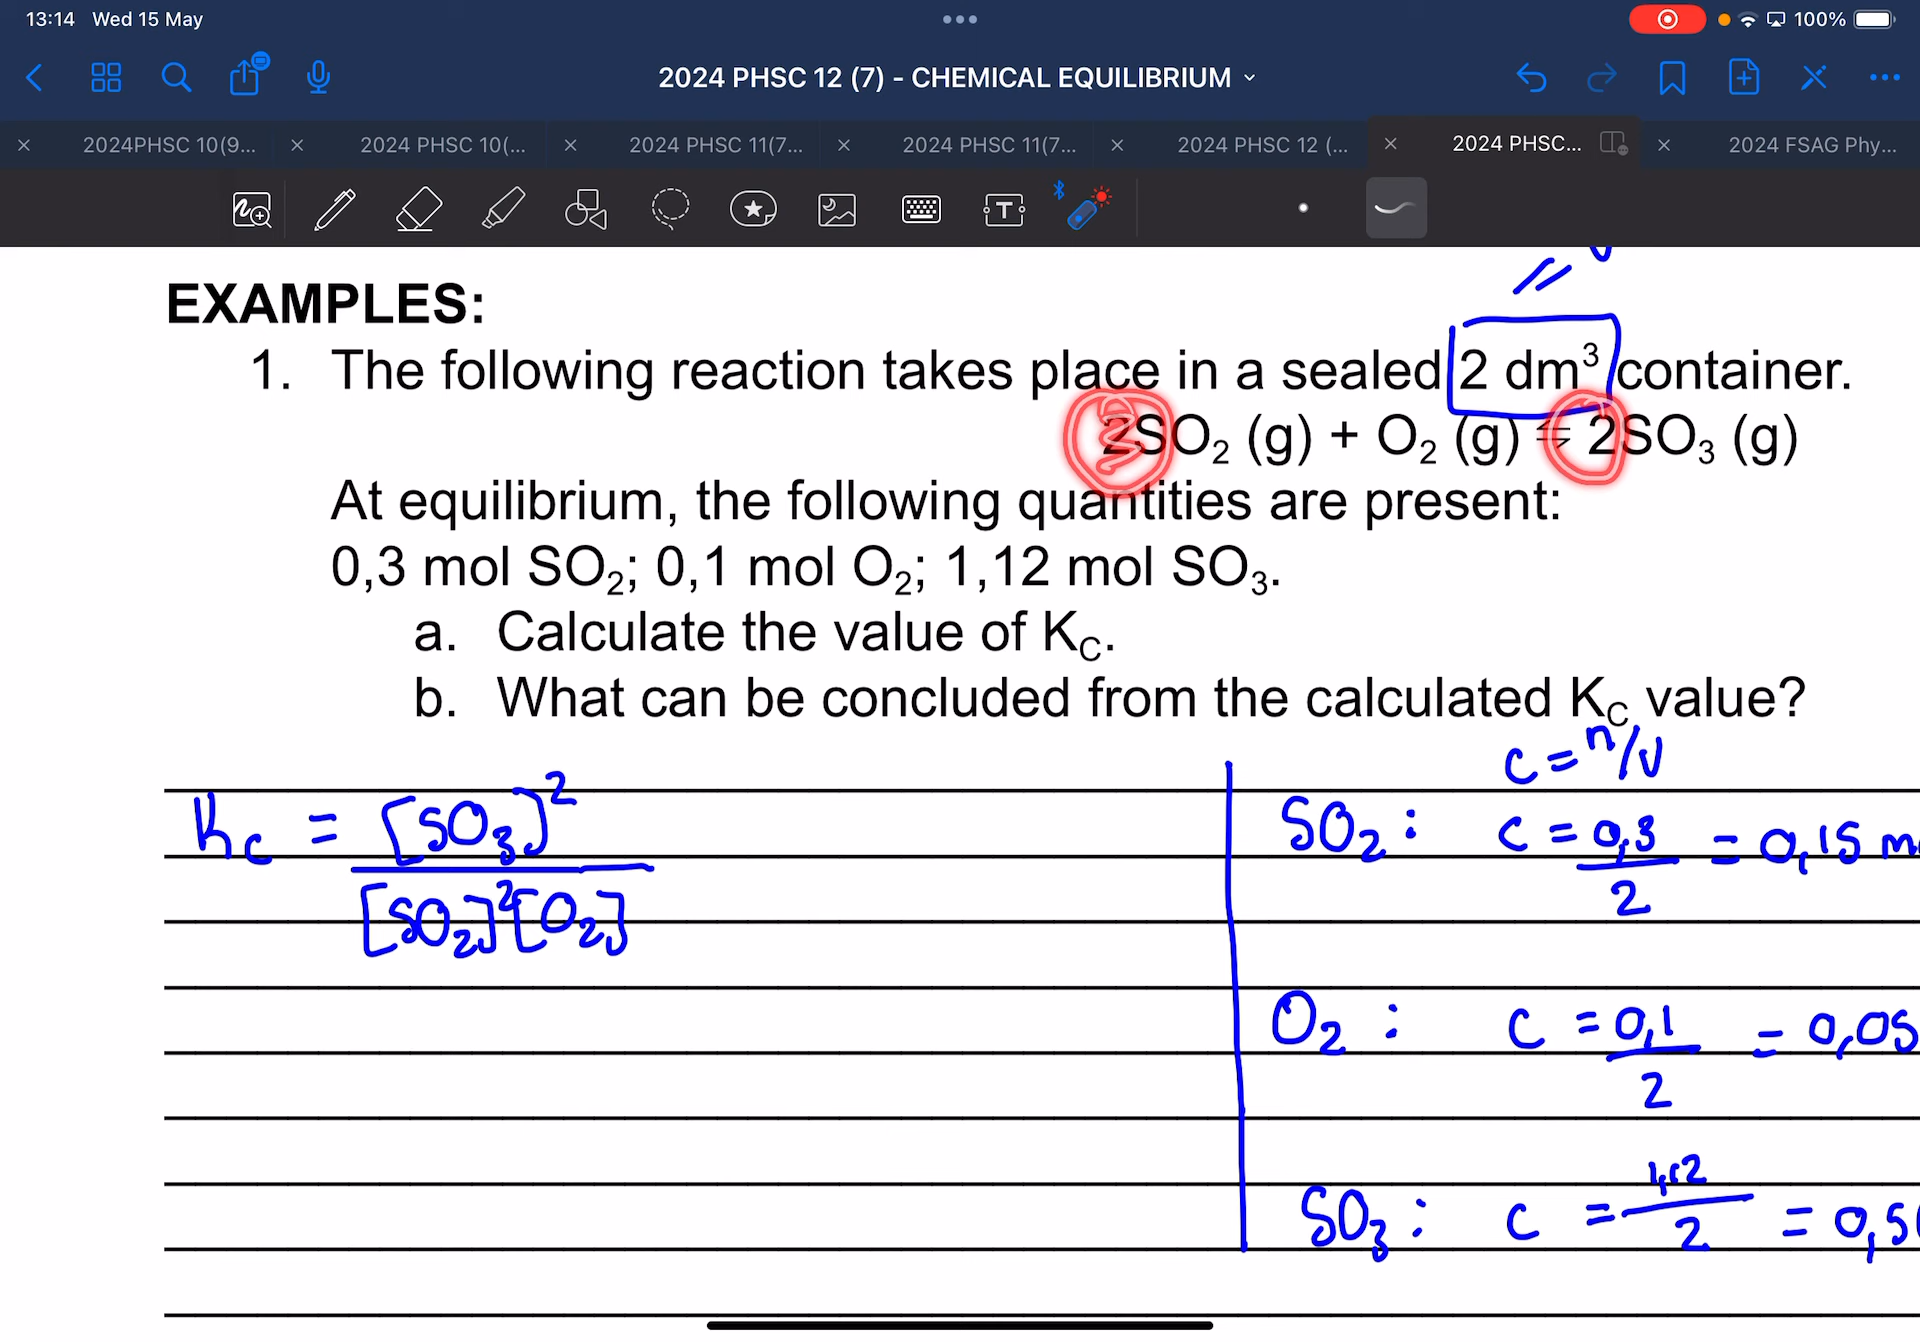 13:14 Wed 15 May
100%
2024 PHSC 12 (7) - CHEMICAL EQUILIBRIUM
2024PHSC 10(9... 2024 PHSC 10(... 2024 PHSC 11(7... 2024 PHSC 11(7... 2024 PHSC 12 (... 2024 PHSC... 2024 FSAG Phy...
EXAMPLES:
1. The following reaction takes place in a sealed 2 dm³ container.
2SO₂ (g) + O₂ (g) ⇋ 2SO₃ (g)
At equilibrium, the following quantities are present:
0,3 mol SO₂; 0,1 mol O₂; 1,12 mol SO₃.
a. Calculate the value of K_C.
b. What can be concluded from the calculated K_C value?
c = n/V
Kc = [SO₃]²
[SO₂]²[O₂]
SO₂ : c = 0,3 = 0,15 m
2
O₂ : c = 0,1 = 0,05
2
SO₃ : c = 1,12 = 0,5
2